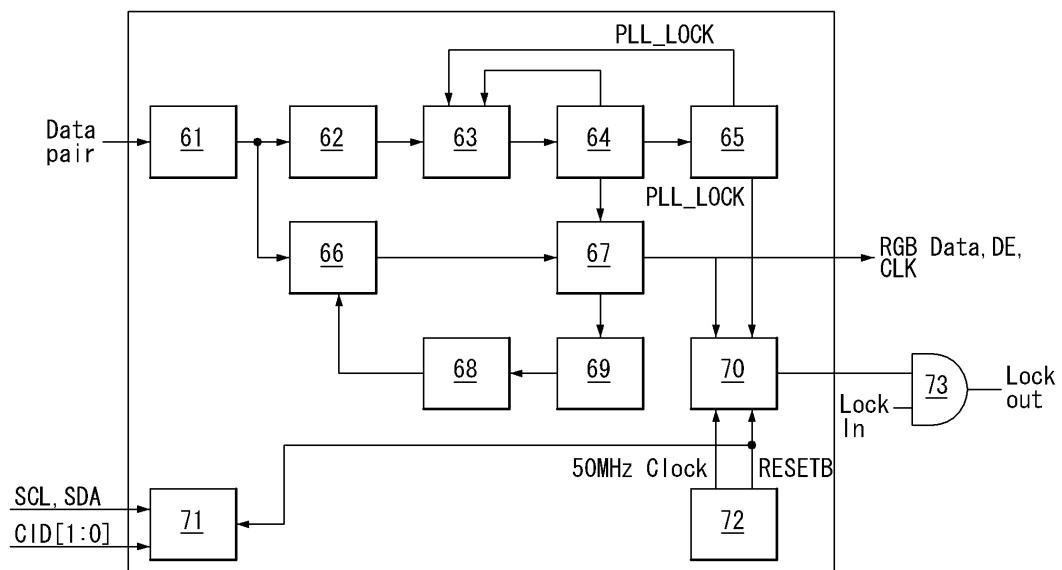 PLL_LOCK
Data
pair
61
62
63
64
65
PLL_LOCK
66
67
RGB Data, DE,
CLK
68
69
70
73
Lock
out
Lock
In
50MHz Clock
RESETB
SCL, SDA
CID[1:0]
71
72